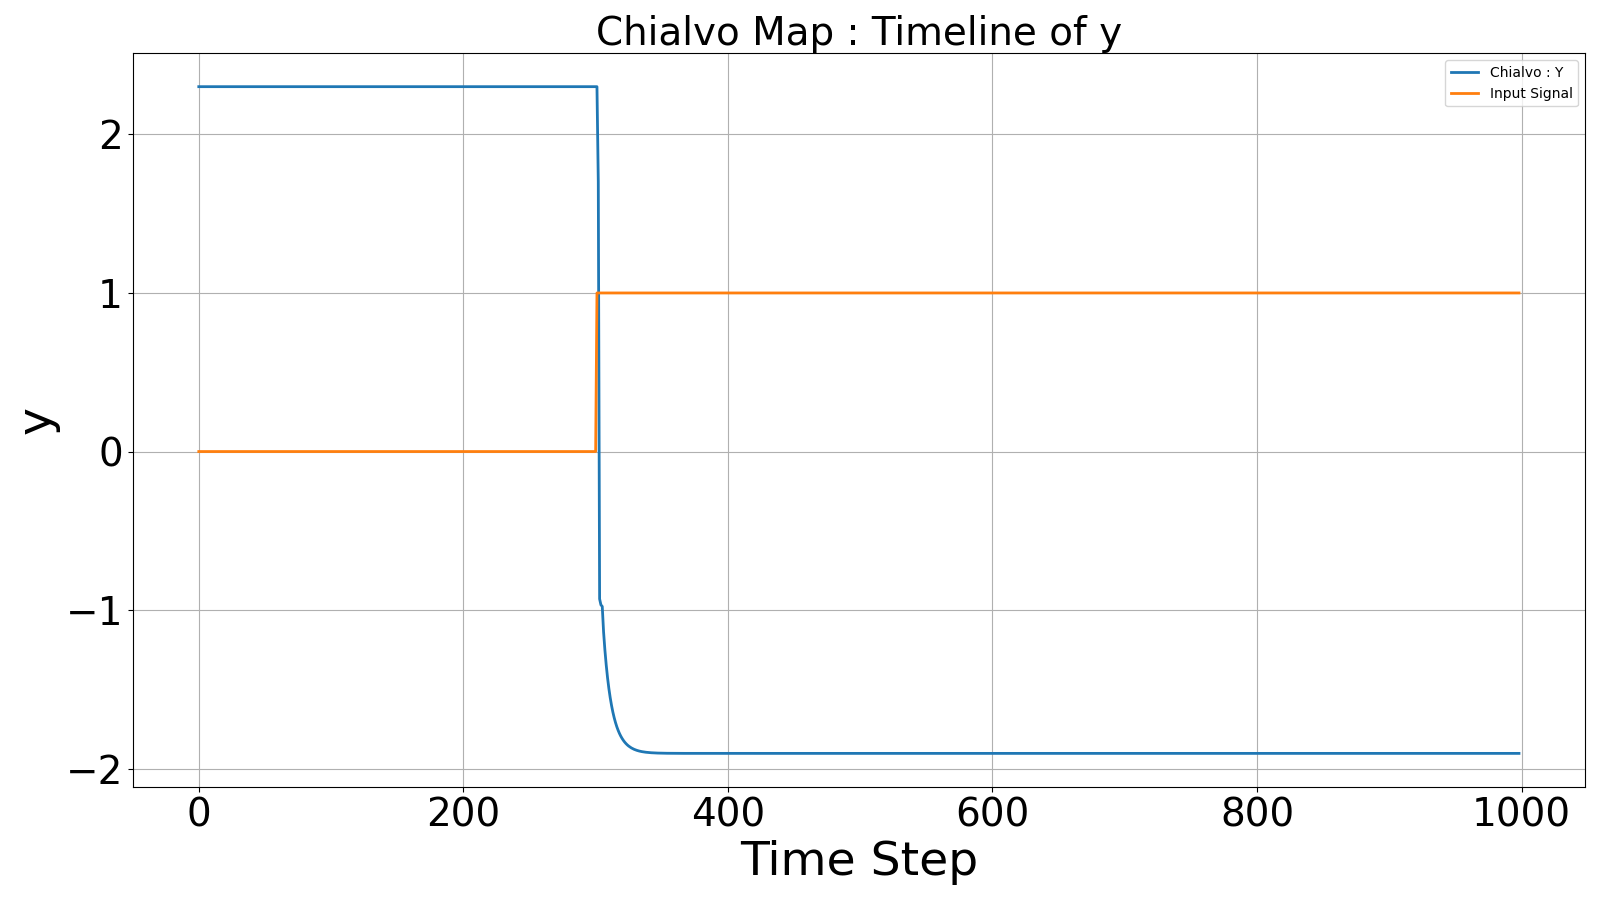 Chialvo Map : Timeline of y
Chialvo : Y
Input Signal
2
1
0
−1
−2
y
0 200 400 600 800 1000
Time Step